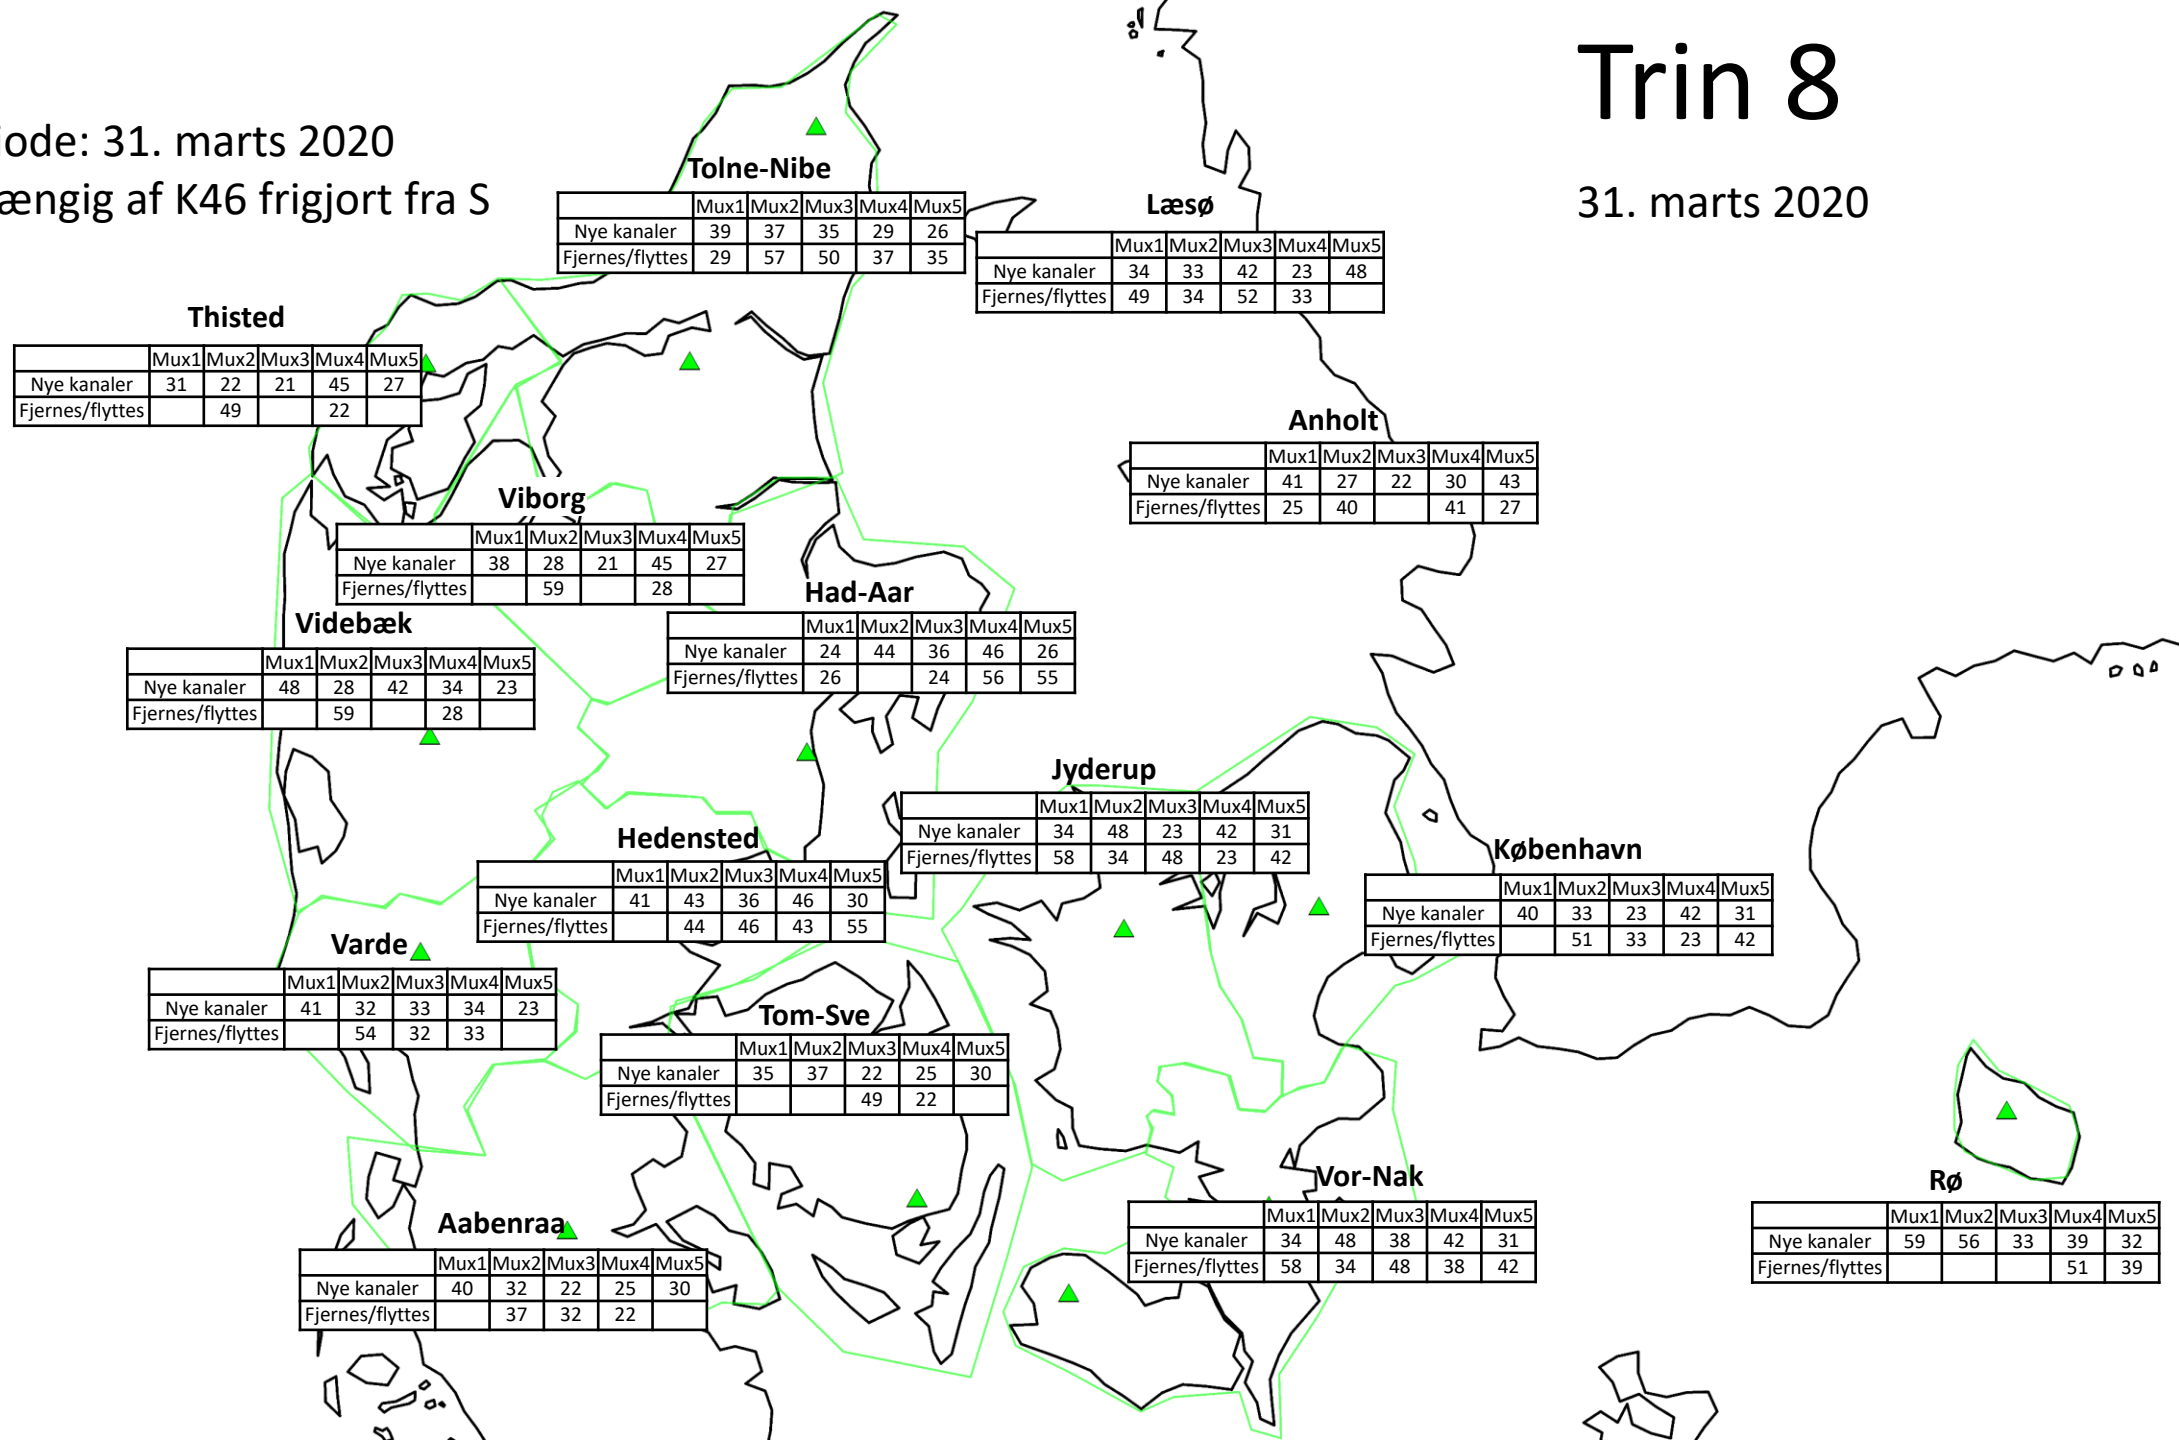 Trin 8
31. marts 2020
iode: 31. marts 2020
ængig af K46 frigjort fra S
Tolne-Nibe
Mux1 Mux2 Mux3 Mux4 Mux5
Nye kanaler 39 37 35 29 26
Fjernes/flyttes 29 57 50 37 35
Læsø
Mux1 Mux2 Mux3 Mux4 Mux5
Nye kanaler 34 33 42 23 48
Fjernes/flyttes 49 34 52 33
Thisted
Mux1 Mux2 Mux3 Mux4 Mux5
Nye kanaler 31 22 21 45 27
Fjernes/flyttes 49 22
Anholt
Mux1 Mux2 Mux3 Mux4 Mux5
Nye kanaler 41 27 22 30 43
Fjernes/flyttes 25 40 41 27
Viborg
Mux1 Mux2 Mux3 Mux4 Mux5
Nye kanaler 38 28 21 45 27
Fjernes/flyttes 59 28
Had-Aar
Mux1 Mux2 Mux3 Mux4 Mux5
Nye kanaler 24 44 36 46 26
Fjernes/flyttes 26 24 56 55
Videbæk
Mux1 Mux2 Mux3 Mux4 Mux5
Nye kanaler 48 28 42 34 23
Fjernes/flyttes 59 28
Jyderup
Mux1 Mux2 Mux3 Mux4 Mux5
Nye kanaler 34 48 23 42 31
Fjernes/flyttes 58 34 48 23 42
Hedensted
Mux1 Mux2 Mux3 Mux4 Mux5
Nye kanaler 41 43 36 46 30
Fjernes/flyttes 44 46 43 55
København
Mux1 Mux2 Mux3 Mux4 Mux5
Nye kanaler 40 33 23 42 31
Fjernes/flyttes 51 33 23 42
Varde
Mux1 Mux2 Mux3 Mux4 Mux5
Nye kanaler 41 32 33 34 23
Fjernes/flyttes 54 32 33
Tom-Sve
Mux1 Mux2 Mux3 Mux4 Mux5
Nye kanaler 35 37 22 25 30
Fjernes/flyttes 49 22
Vor-Nak
Mux1 Mux2 Mux3 Mux4 Mux5
Nye kanaler 34 48 38 42 31
Fjernes/flyttes 58 34 48 38 42
Rø
Mux1 Mux2 Mux3 Mux4 Mux5
Nye kanaler 59 56 33 39 32
Fjernes/flyttes 51 39
Aabenraa
Mux1 Mux2 Mux3 Mux4 Mux5
Nye kanaler 40 32 22 25 30
Fjernes/flyttes 37 32 22